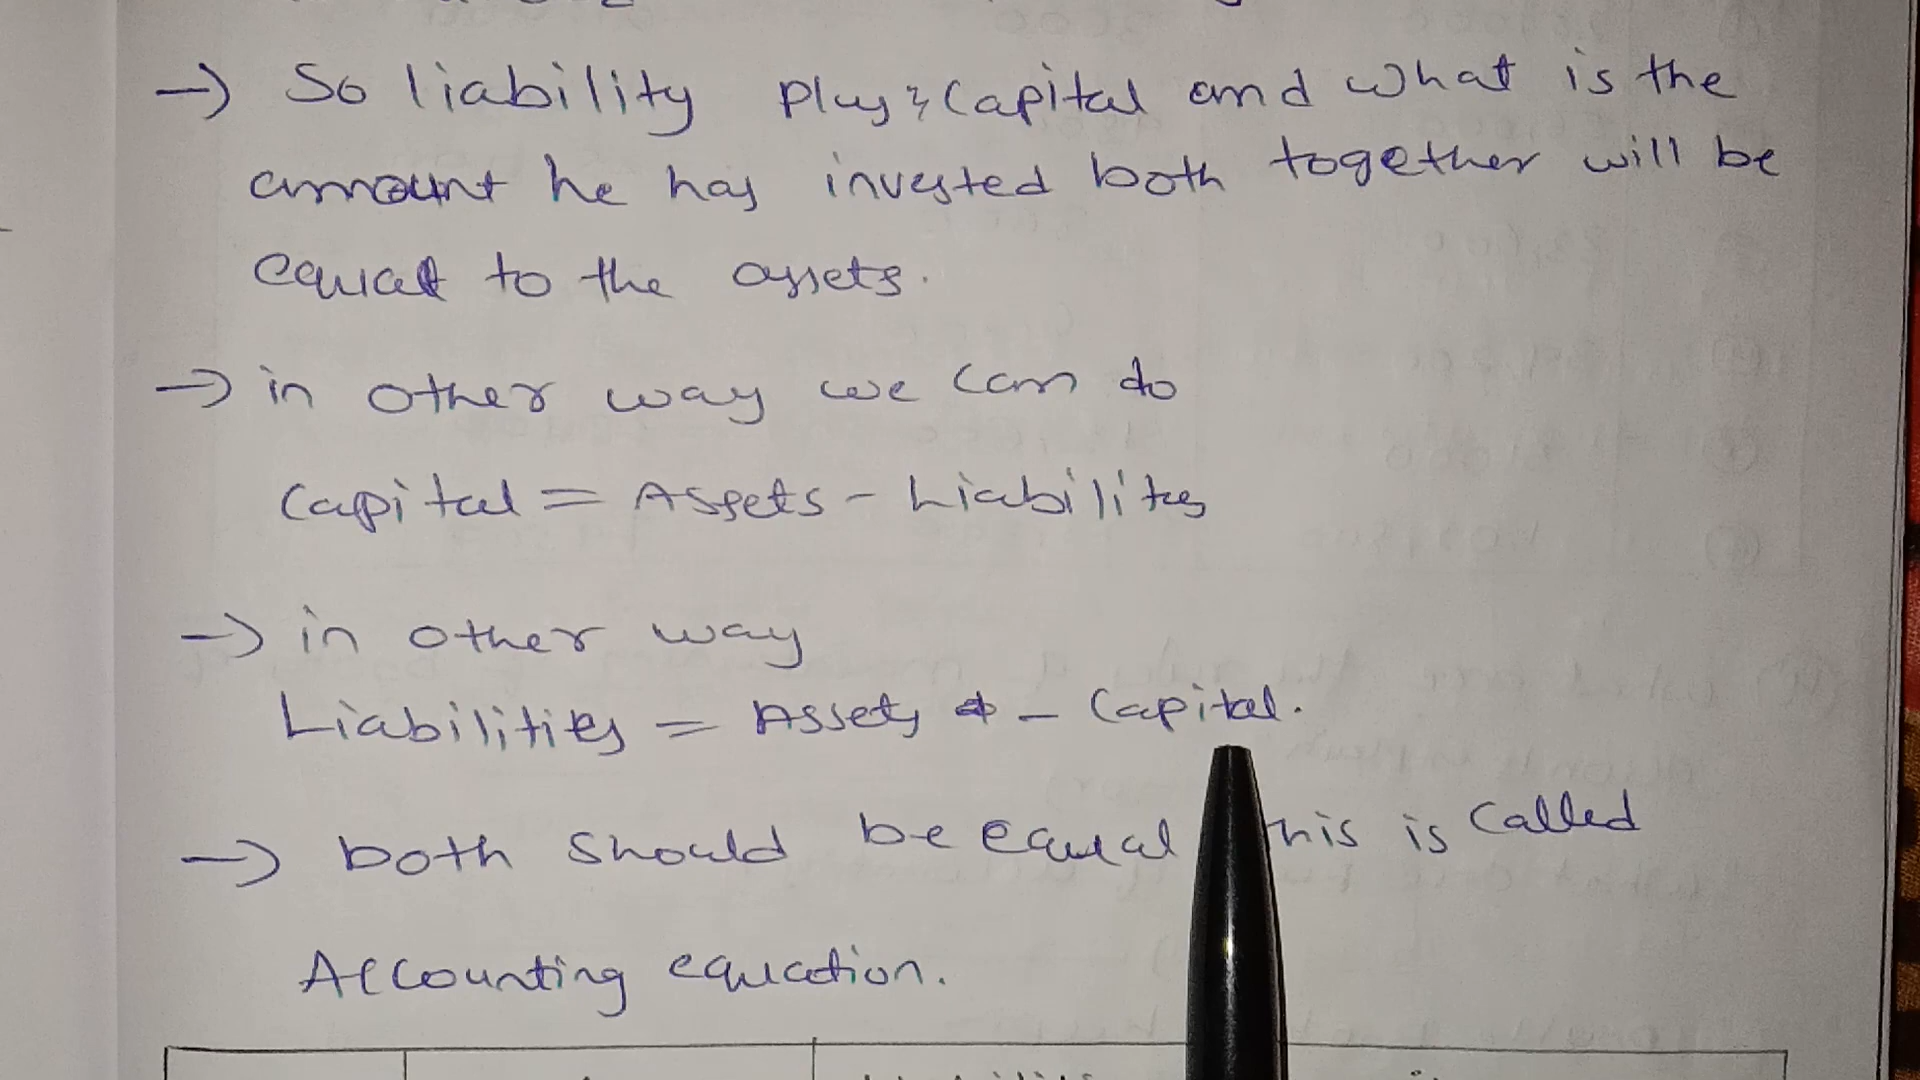 → So liability plus & Capital and what is the
amount he has invested both together will be
equal to the assets.
→ in other way we can do
Capital = Assets - Liabilities
→ in other way
Liabilities = Assets - Capital.
→ both should be equal this is called
Accounting equation.